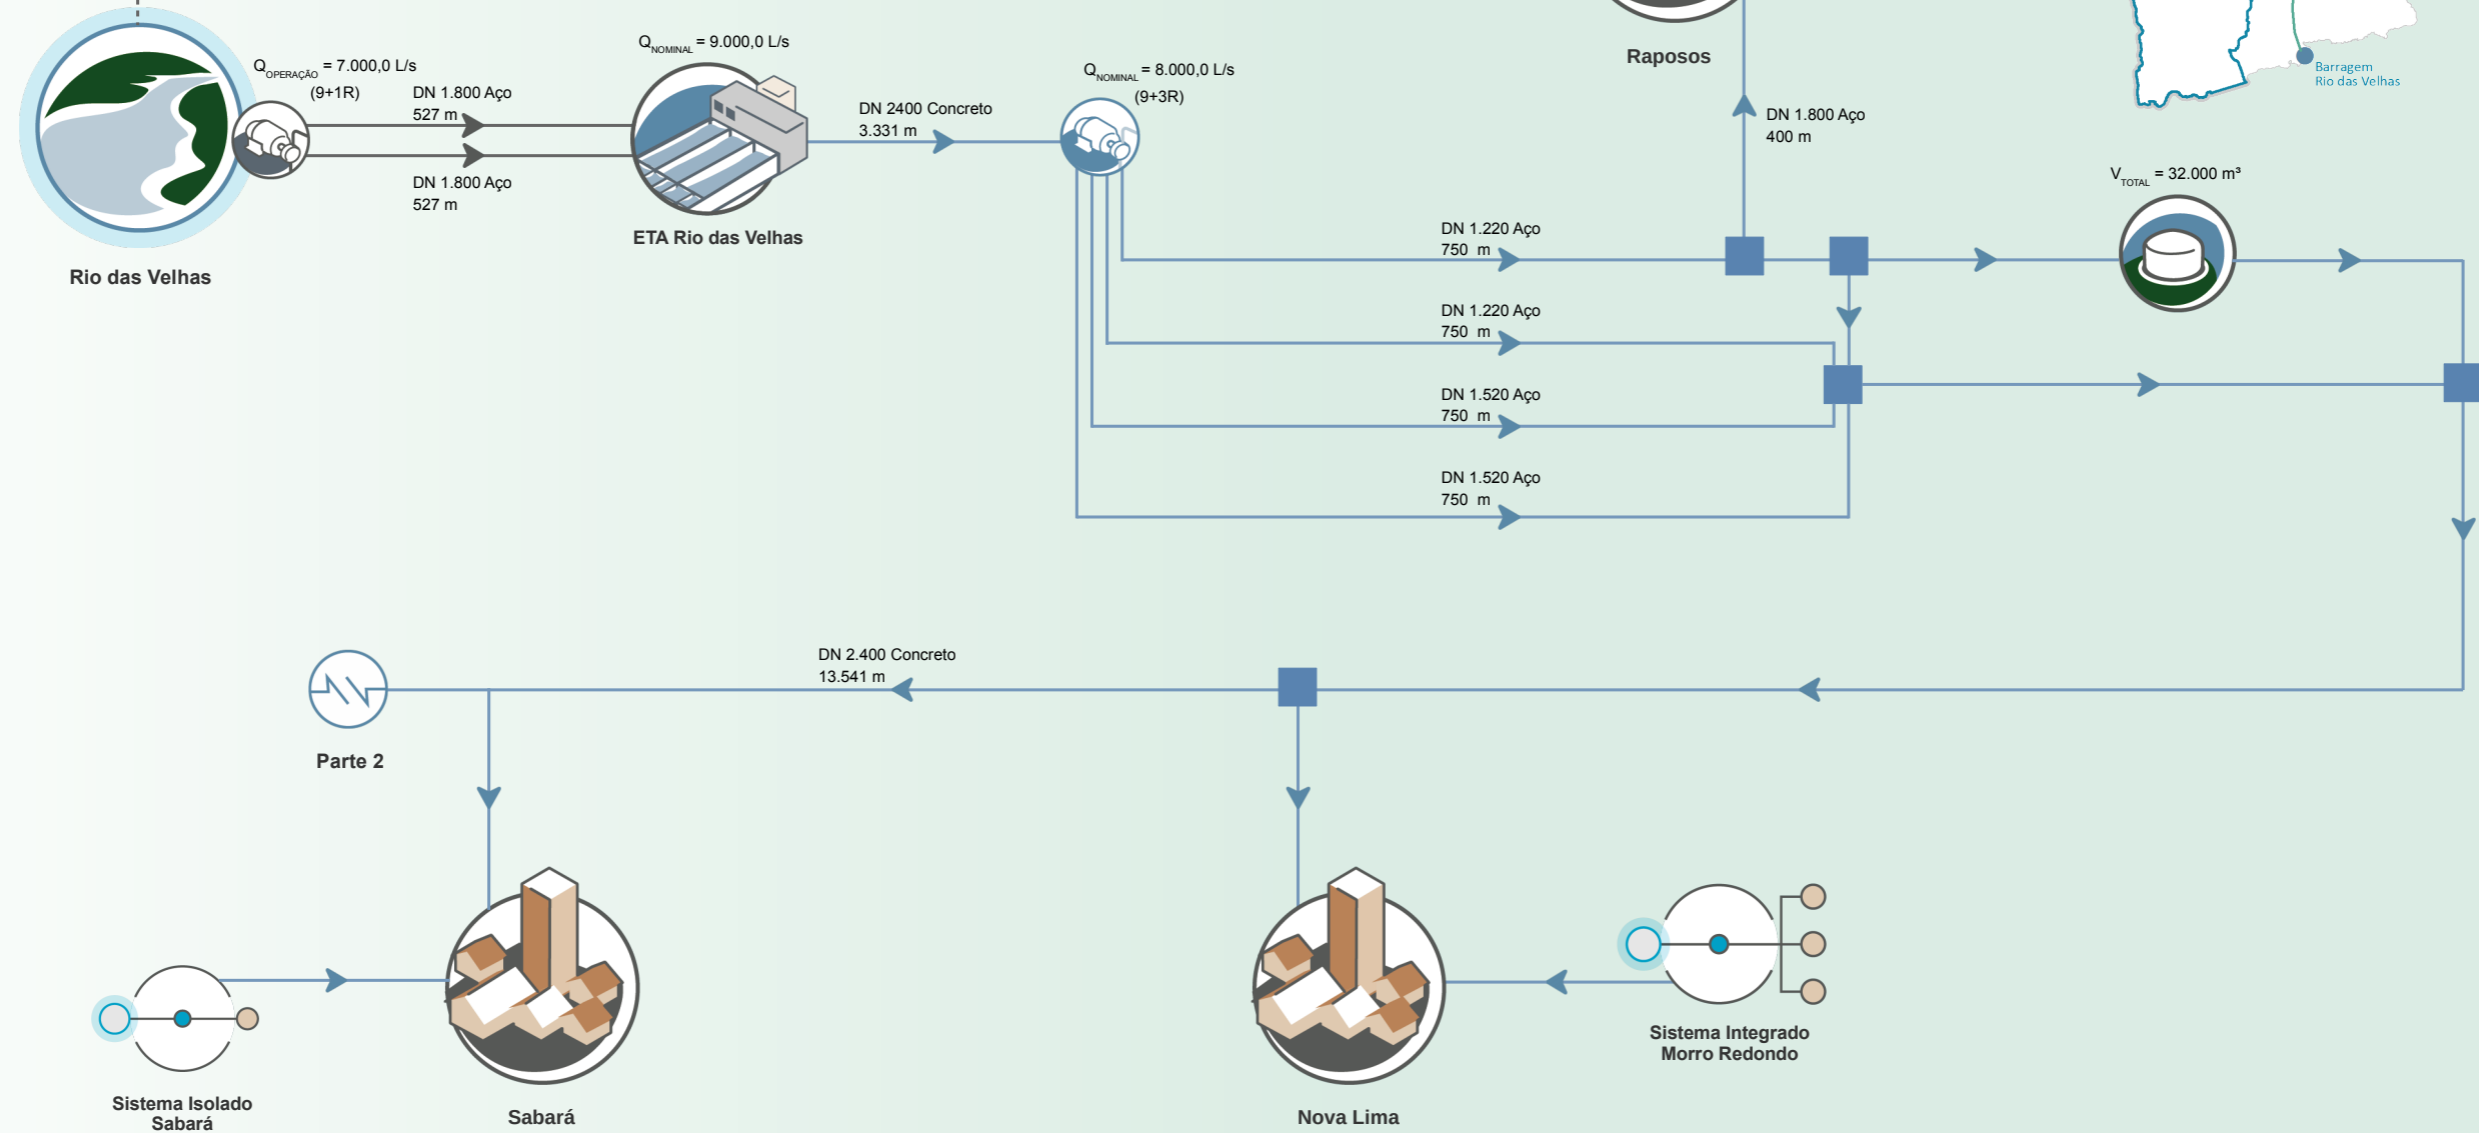 Raposos
Barragem
Rio das Velhas
Q OPERAÇÃO = 7.000,0 L/s
(9+1R)
DN 1.800 Aço
527 m
DN 1.800 Aço
527 m
Rio das Velhas
Q NOMINAL = 9.000,0 L/s
ETA Rio das Velhas
DN 2400 Concreto
3.331 m
Q NOMINAL = 8.000,0 L/s
(9+3R)
DN 1.800 Aço
400 m
V TOTAL = 32.000 m³
DN 1.220 Aço
750 m
DN 1.220 Aço
750 m
DN 1.520 Aço
750 m
DN 1.520 Aço
750 m
DN 2.400 Concreto
13.541 m
Parte 2
Sistema Isolado
Sabará
Sabará
Nova Lima
Sistema Integrado
Morro Redondo